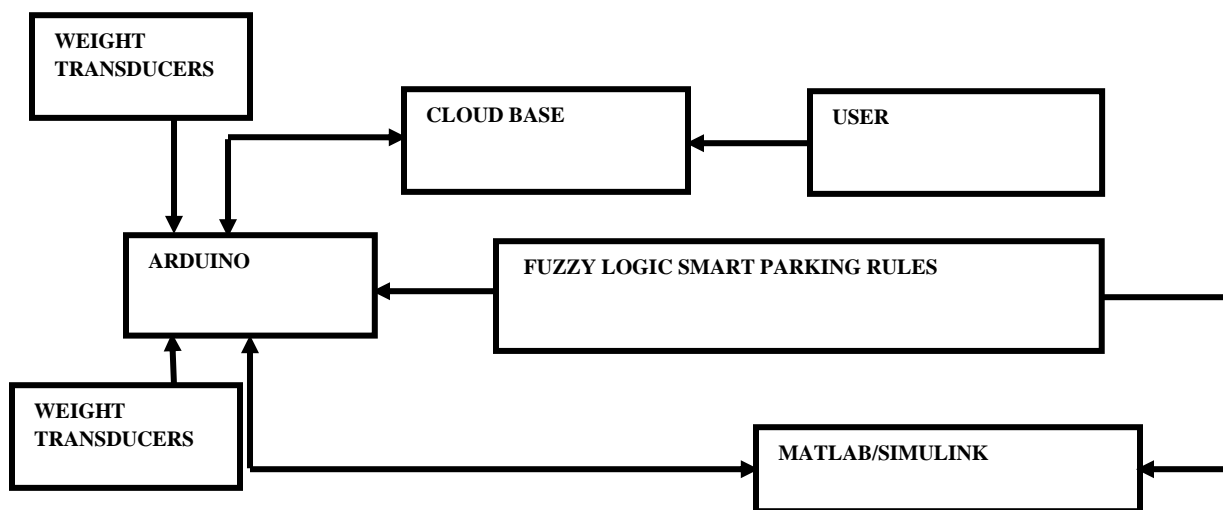 WEIGHT
TRANSDUCERS
CLOUD BASE
USER
ARDUINO
FUZZY LOGIC SMART PARKING RULES
WEIGHT
TRANSDUCERS
MATLAB/SIMULINK